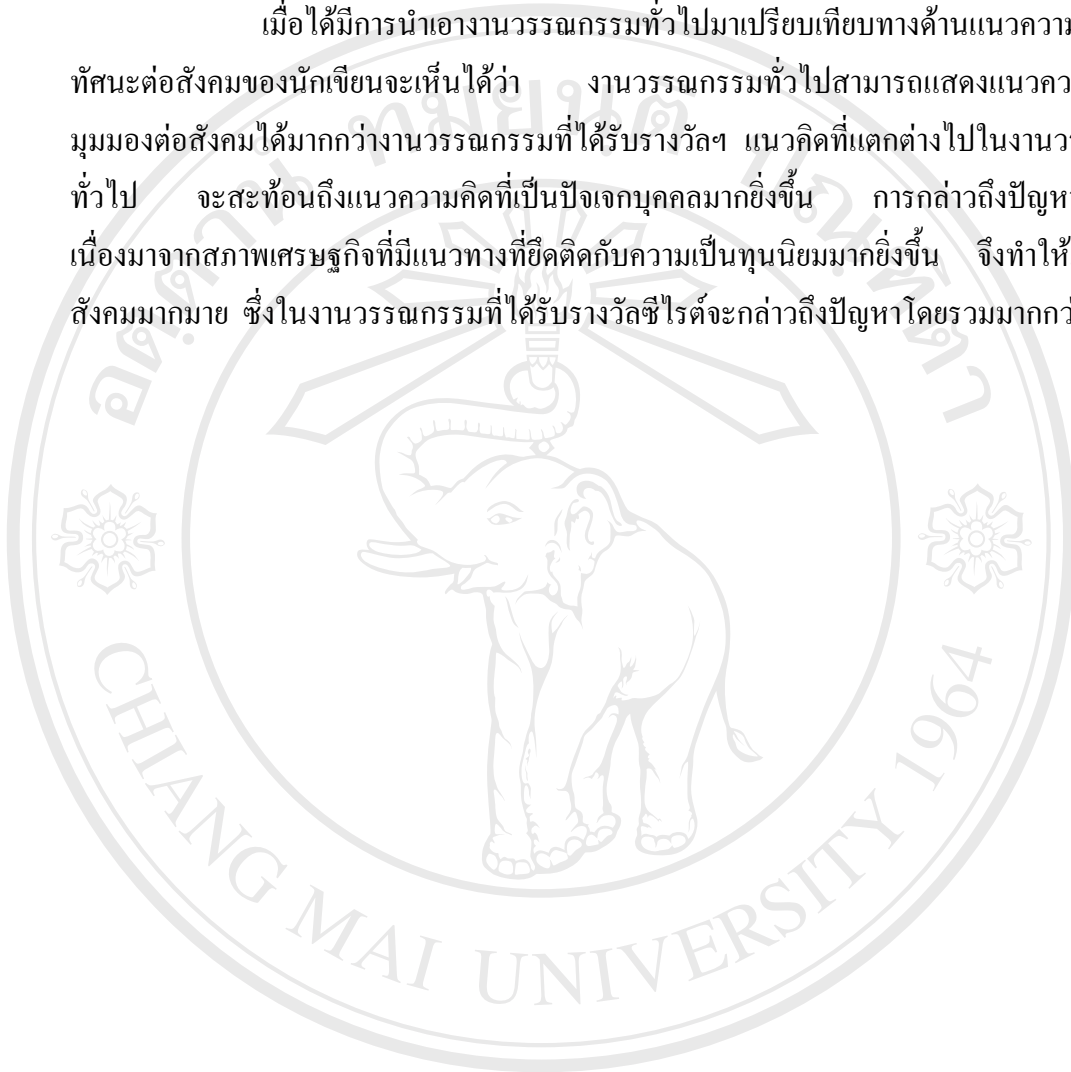 เมื่อได้มีการนำเอางานวรรณกรรมทั่วไปมาเปรียบเทียบทางด้านแนวความ
ทัศนะต่อสังคมของนักเขียนจะเห็นได้ว่า งานวรรณกรรมทั่วไปสามารถแสดงแนวคว
มุมมองต่อสังคมได้มากกว่างานวรรณกรรมที่ได้รับรางวัลฯ แนวคิดที่แตกต่างไปในงานวร
ทั่วไป จะสะท้อนถึงแนวความคิดที่เป็นปัจเจกบุคคลมากยิ่งขึ้น การกล่าวถึงปัญหา
เนื่องมาจากสภาพเศรษฐกิจที่มีแนวทางที่ยึดติดกับความเป็นทุนนิยมมากยิ่งขึ้น จึงทำให้
สังคมมากมาย ซึ่งในงานวรรณกรรมที่ได้รับรางวัลซีไรต์จะกล่าวถึงปัญหาโดยรวมมากกว่
อตฺตานํ ทมยนฺติ ปณฺฑิตา
CHIANG MAI UNIVERSITY 1964